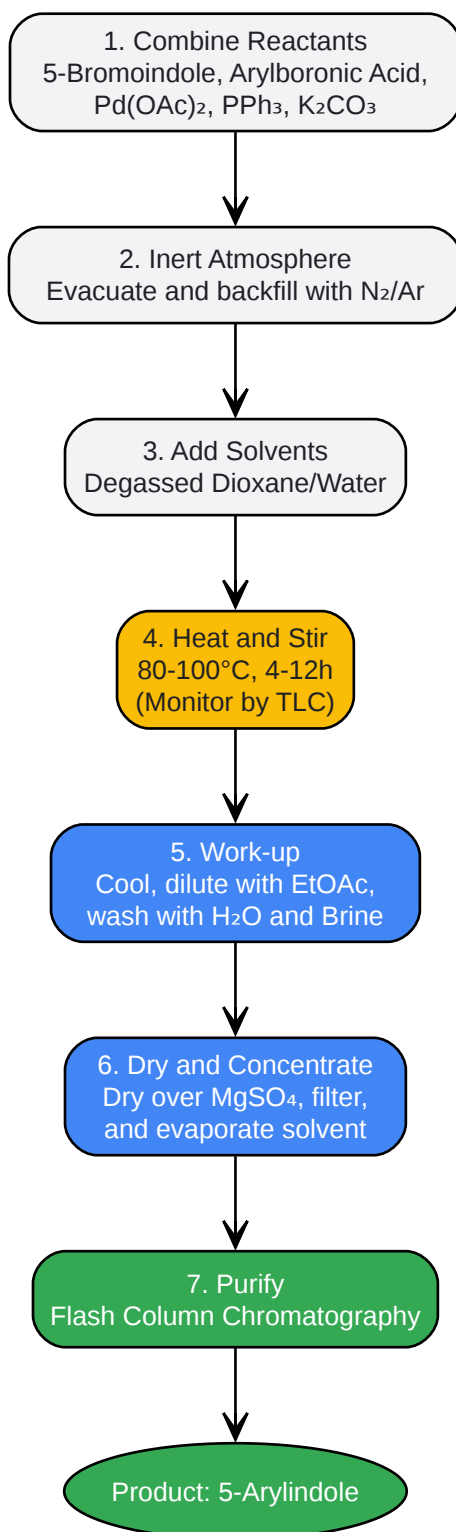 1. Combine Reactants
5-Bromoindole, Arylboronic Acid,
Pd(OAc)₂, PPh₃, K₂CO₃
2. Inert Atmosphere
Evacuate and backfill with N₂/Ar
3. Add Solvents
Degassed Dioxane/Water
4. Heat and Stir
80-100°C, 4-12h
(Monitor by TLC)
5. Work-up
Cool, dilute with EtOAc,
wash with H₂O and Brine
6. Dry and Concentrate
Dry over MgSO₄, filter,
and evaporate solvent
7. Purify
Flash Column Chromatography
Product: 5-Arylindole